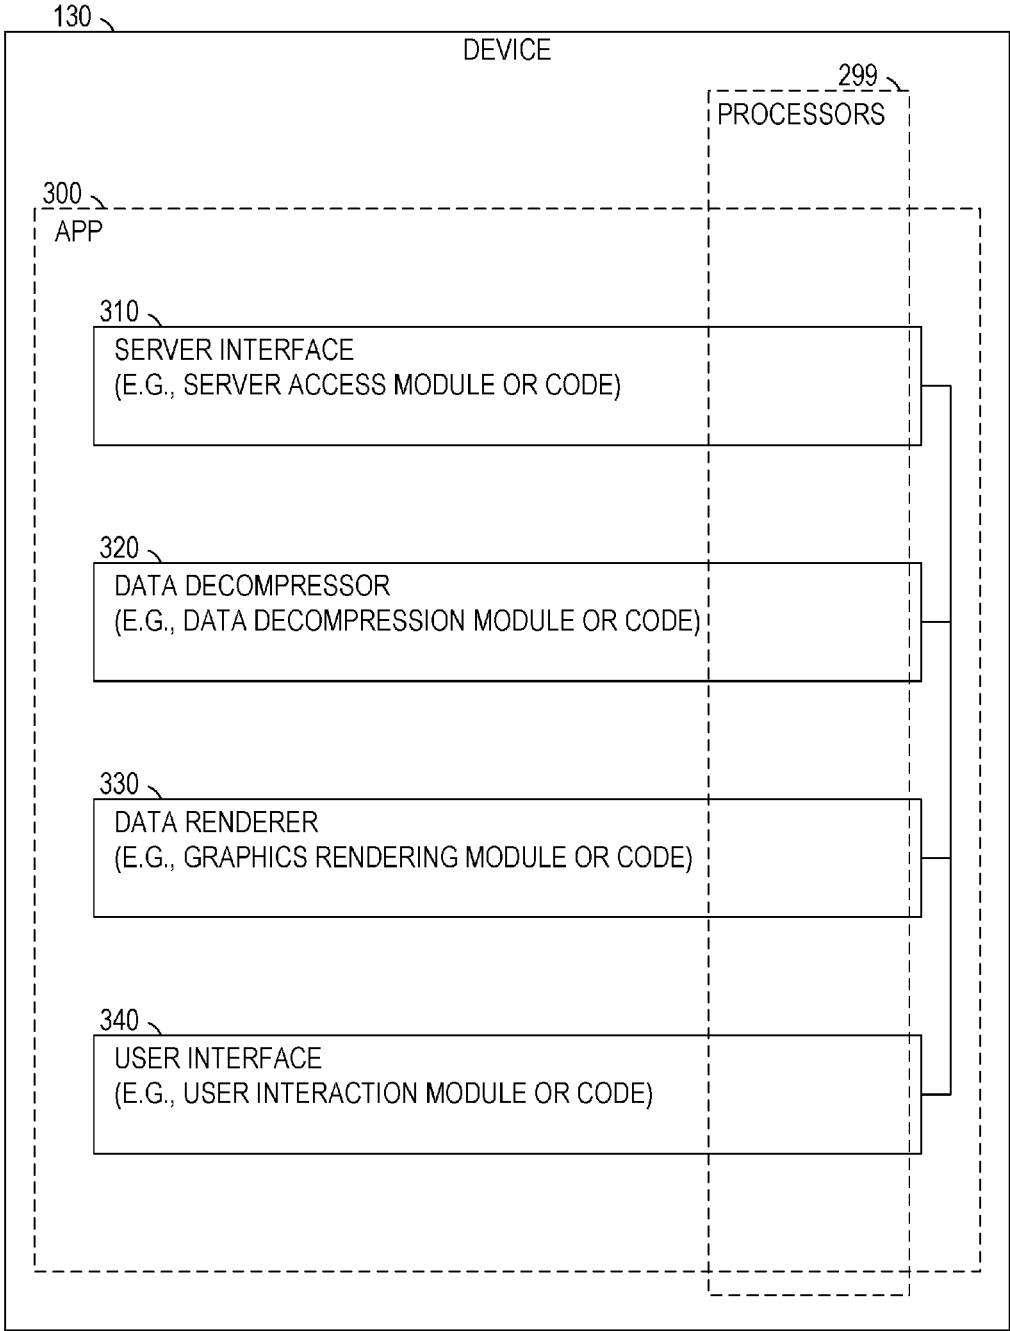 130
DEVICE
299
PROCESSORS
300
APP
310
SERVER INTERFACE
(E.G., SERVER ACCESS MODULE OR CODE)
320
DATA DECOMPRESSOR
(E.G., DATA DECOMPRESSION MODULE OR CODE)
330
DATA RENDERER
(E.G., GRAPHICS RENDERING MODULE OR CODE)
340
USER INTERFACE
(E.G., USER INTERACTION MODULE OR CODE)